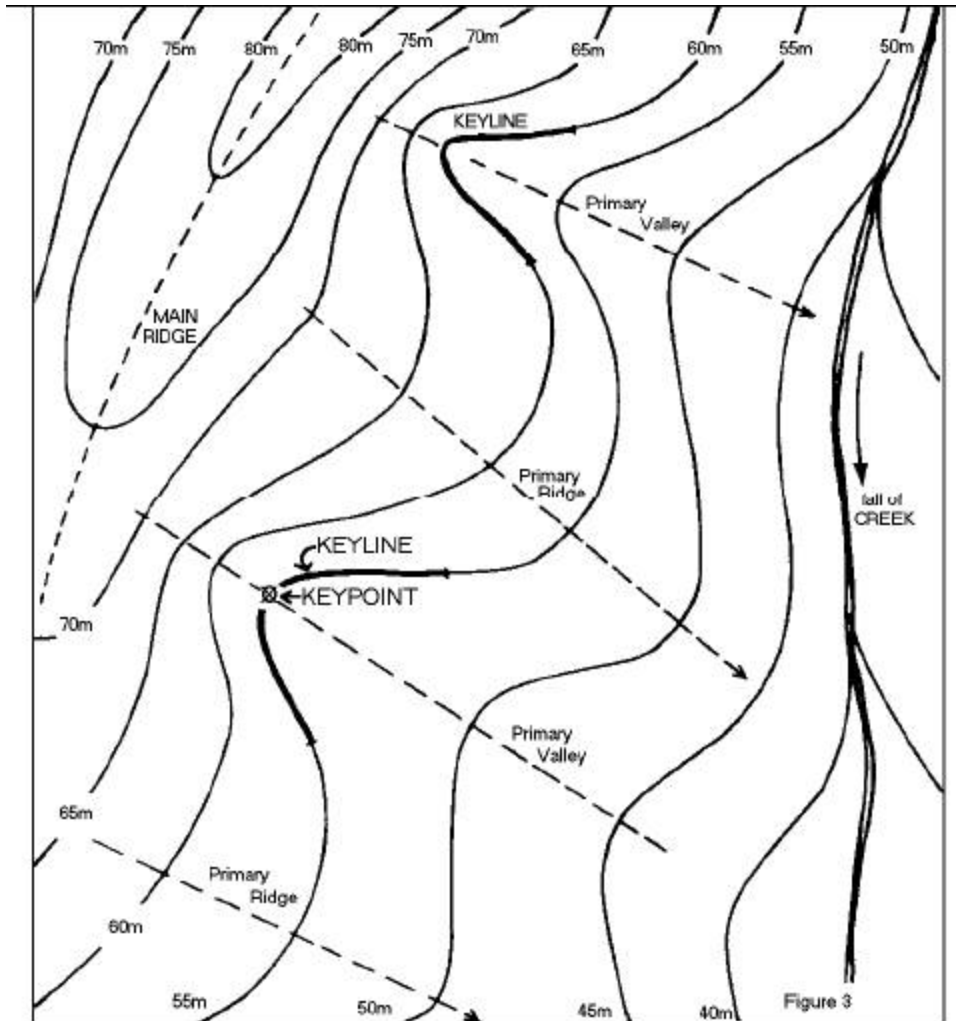 70m
75m
80m
80m
75m
70m
65m
60m
55m
50m
KEYLINE
Primary
Valley
MAIN
RIDGE
Primary
Ridge
fall of
CREEK
KEYLINE
KEYPOINT
70m
Primary
Valley
65m
Primary
Ridge
60m
55m
50m
45m
40m
Figure 3